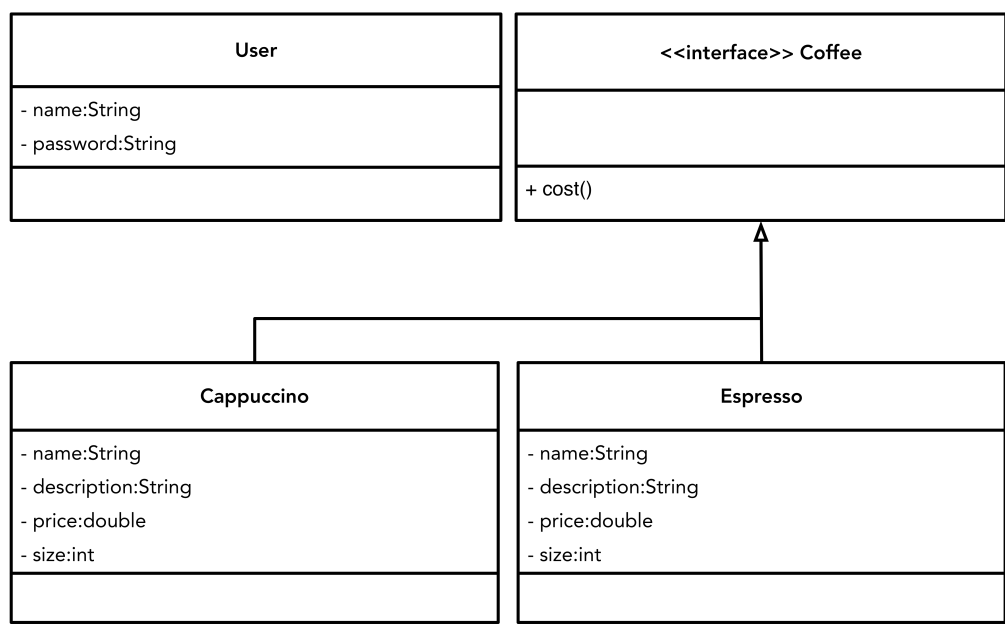 User
- name:String
- password:String
<<interface>> Coffee
+ cost()
Cappuccino
- name:String
- description:String
- price:double
- size:int
Espresso
- name:String
- description:String
- price:double
- size:int